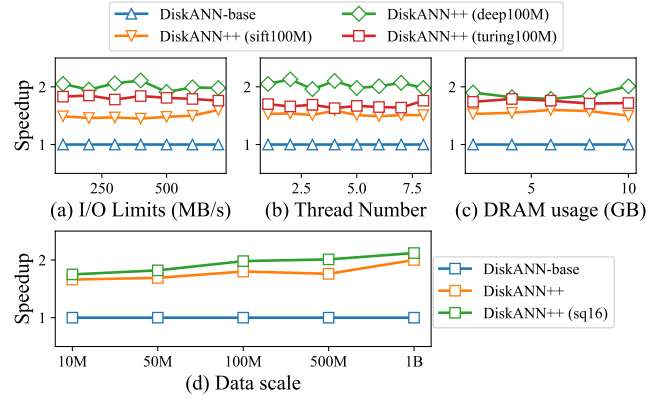 DiskANN-base
DiskANN++ (sift100M)
DiskANN++ (deep100M)
DiskANN++ (turing100M)
Speedup
2
1
250
500
(a) I/O Limits (MB/s)
2
1
2.5
5.0
7.5
(b) Thread Number
2
1
5
10
(c) DRAM usage (GB)
Speedup
2
1
10M
50M
100M
500M
1B
(d) Data scale
DiskANN-base
DiskANN++
DiskANN++ (sq16)